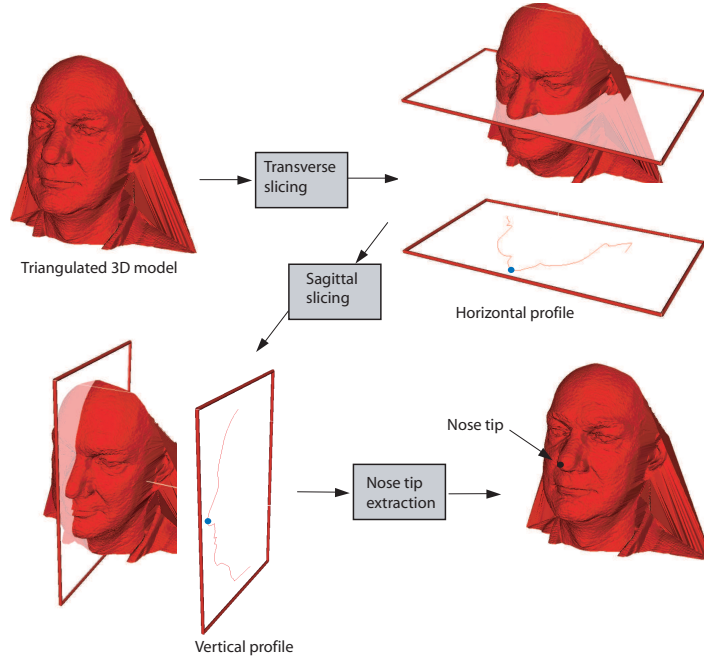 Transverse
slicing
Triangulated 3D model
Sagittal
slicing
Horizontal profile
Nose tip
Nose tip
extraction
Vertical profile